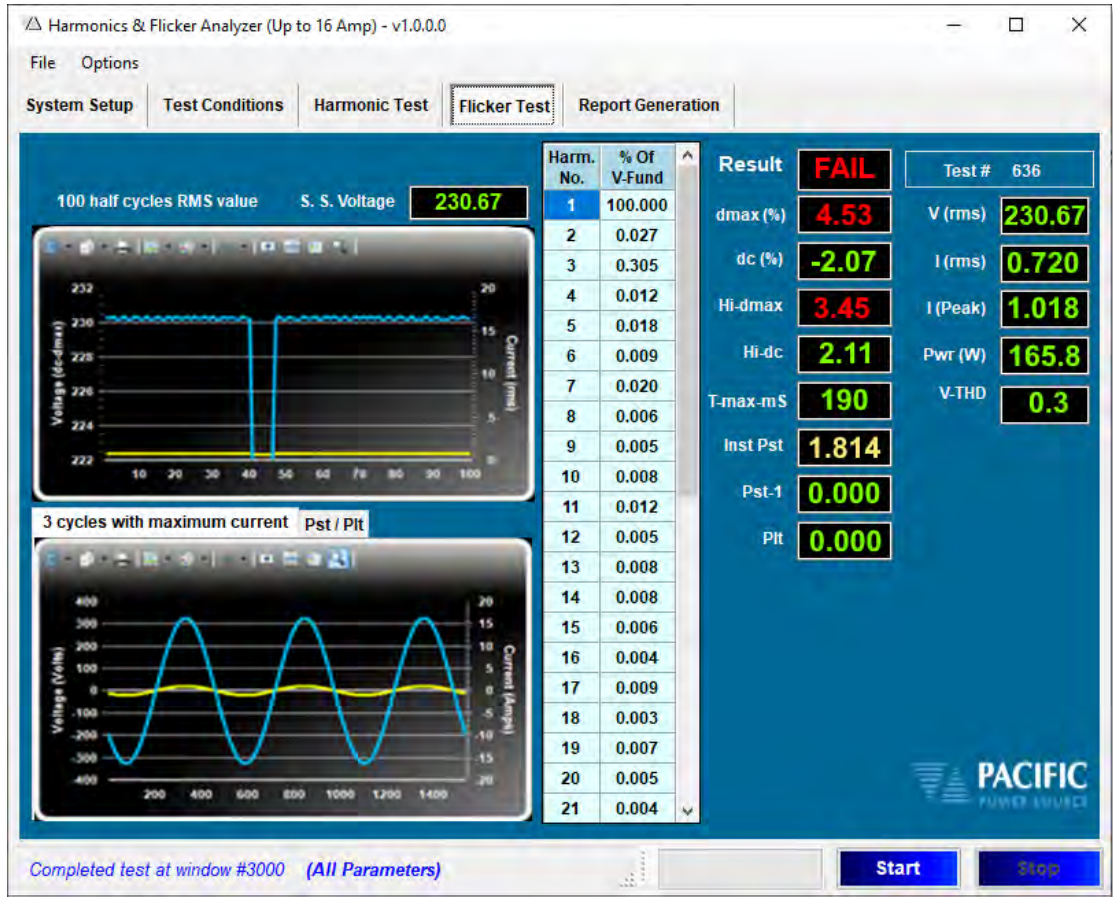 Harmonics & Flicker Analyzer (Up to 16 Amp) - v1.0.0.0
File Options
System Setup Test Conditions Harmonic Test Flicker Test Report Generation
100 half cycles RMS value S. S. Voltage 230.67
Voltage (dc-dmax)
232
230
228
226
224
222
20
15
10
5
0
Current (rms)
10 20 30 40 50 60 70 80 90 100
3 cycles with maximum current Pst / Plt
Voltage (Volts)
400
300
200
100
0
-100
-200
-300
-400
20
15
10
5
0
-5
-10
-15
-20
Current (Amps)
200 400 600 800 1000 1200 1400
Harm. No. % Of V-Fund
1 100.000
2 0.027
3 0.305
4 0.012
5 0.018
6 0.009
7 0.020
8 0.006
9 0.005
10 0.008
11 0.012
12 0.005
13 0.008
14 0.008
15 0.006
16 0.004
17 0.009
18 0.003
19 0.007
20 0.005
21 0.004
Result FAIL
dmax (%) 4.53
dc (%) -2.07
Hi-dmax 3.45
Hi-dc 2.11
T-max-mS 190
Inst Pst 1.814
Pst-1 0.000
Plt 0.000
Test # 636
V (rms) 230.67
I (rms) 0.720
I (Peak) 1.018
Pwr (W) 165.8
V-THD 0.3
PACIFIC
POWER SOURCE
Completed test at window #3000 (All Parameters)
Start Stop